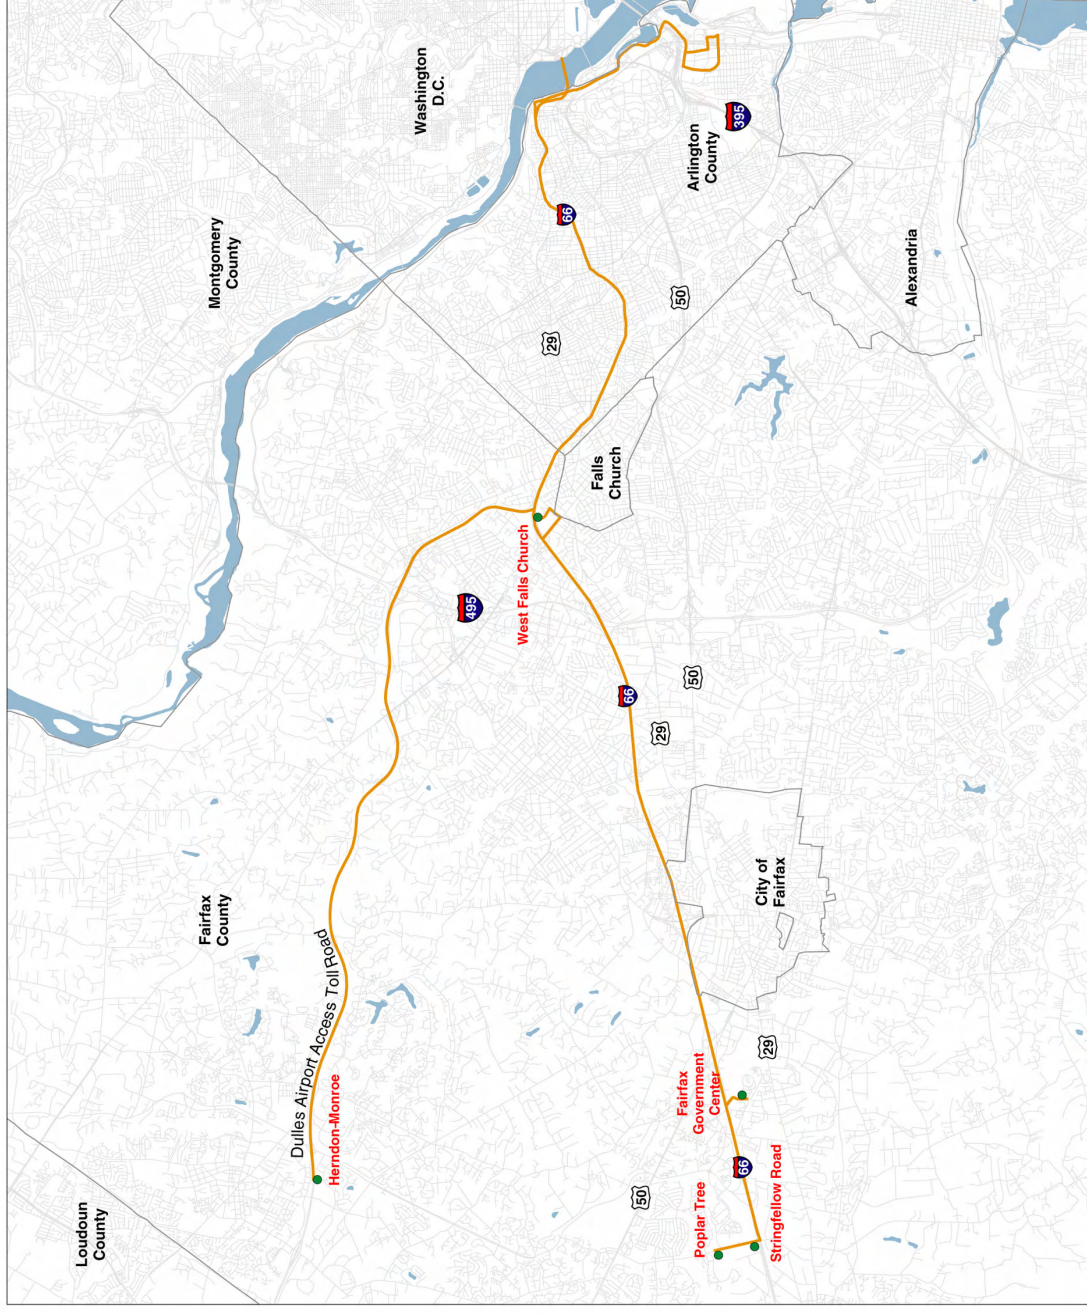 Loudoun
County
Fairfax
County
Montgomery
County
Washington
D.C.
Dulles Airport Access Toll Road
Herndon-Monroe
495
West Falls Church
Falls
Church
29
66
50
Arlington
County
395
Alexandria
66
29
50
City of
Fairfax
Fairfax
Government
Center
29
66
50
Poplar Tree
Stringfellow Road